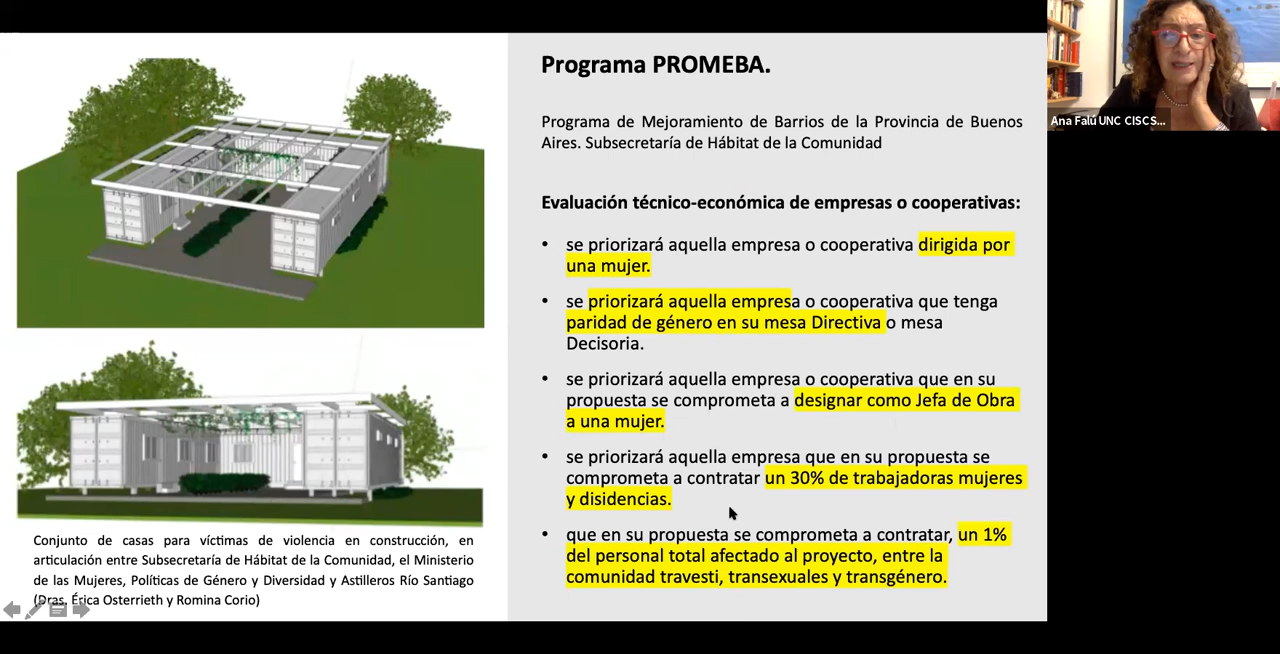 Programa PROMEBA.
Programa de Mejoramiento de Barrios de la Provincia de Buenos
Aires. Subsecretaría de Hábitat de la Comunidad
Evaluación técnico-económica de empresas o cooperativas:
• se priorizará aquella empresa o cooperativa dirigida por
una mujer.
• se priorizará aquella empresa o cooperativa que tenga
paridad de género en su mesa Directiva o mesa
Decisoria.
• se priorizará aquella empresa o cooperativa que en su
propuesta se comprometa a designar como Jefa de Obra
a una mujer.
• se priorizará aquella empresa que en su propuesta se
comprometa a contratar un 30% de trabajadoras mujeres
y disidencias.
• que en su propuesta se comprometa a contratar, un 1%
del personal total afectado al proyecto, entre la
comunidad travesti, transexuales y transgénero.
Conjunto de casas para víctimas de violencia en construcción, en
articulación entre Subsecretaría de Hábitat de la Comunidad, el Ministerio
de las Mujeres, Políticas de Género y Diversidad y Astilleros Río Santiago
(Dras. Érica Osterrieth y Romina Corio)
Ana Falú UNC CISCS...